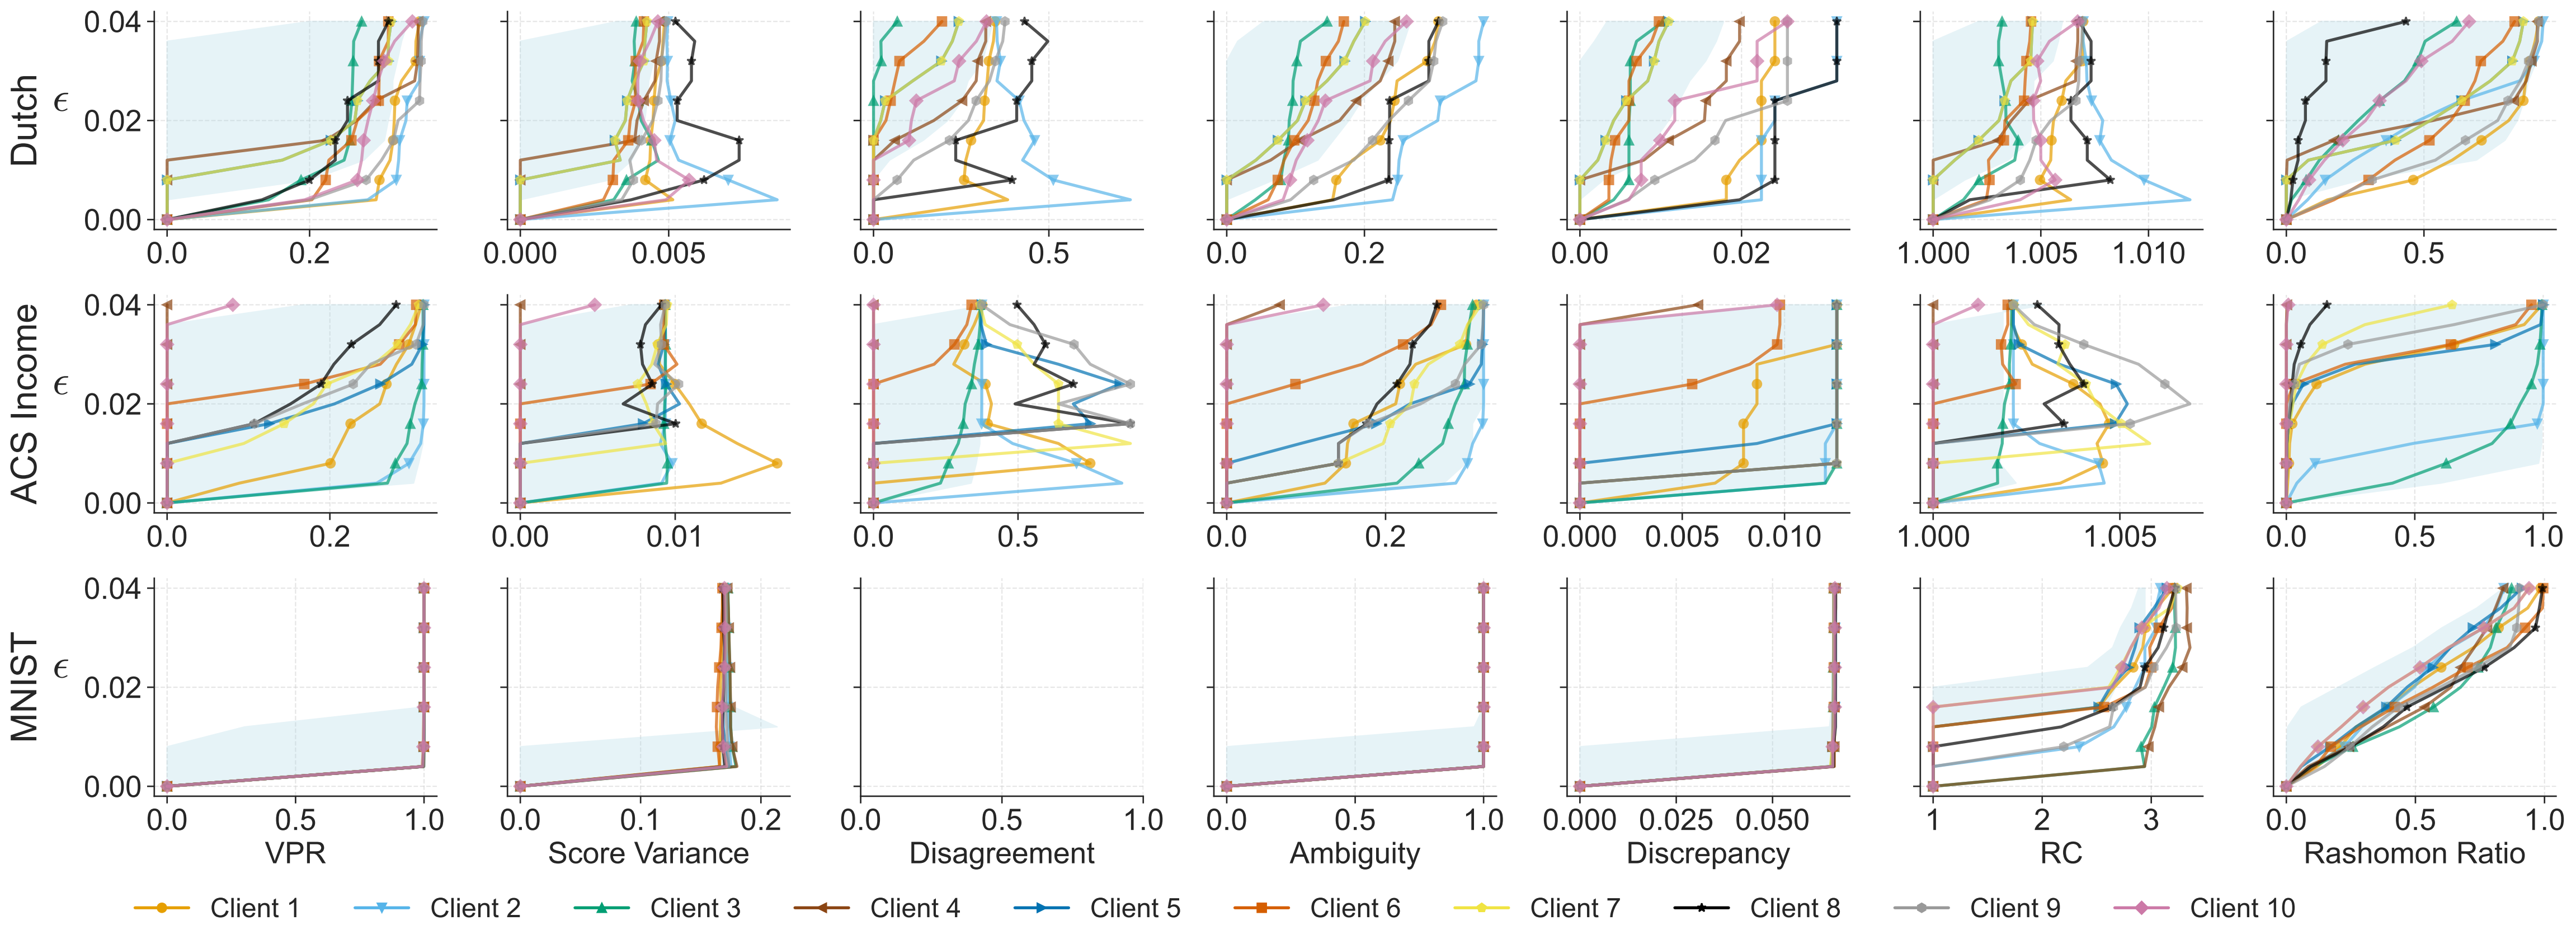 Dutch ϵ 0.04 0.02 0.00
0.0 0.2 0.000 0.005 0.0 0.5 0.0 0.2 0.00 0.02 1.000 1.005 1.010 0.0 0.5
ACS Income ϵ 0.04 0.02 0.00
0.0 0.2 0.00 0.01 0.0 0.5 0.0 0.2 0.000 0.005 0.010 1.000 1.005 0.0 0.5 1.0
MNIST ϵ 0.04 0.02 0.00
0.0 0.5 1.0 0.0 0.1 0.2 0.0 0.5 1.0 0.0 0.5 1.0 0.000 0.025 0.050 1 2 3 0.0 0.5 1.0
VPR Score Variance Disagreement Ambiguity Discrepancy RC Rashomon Ratio
Client 1 Client 2 Client 3 Client 4 Client 5 Client 6 Client 7 Client 8 Client 9 Client 10